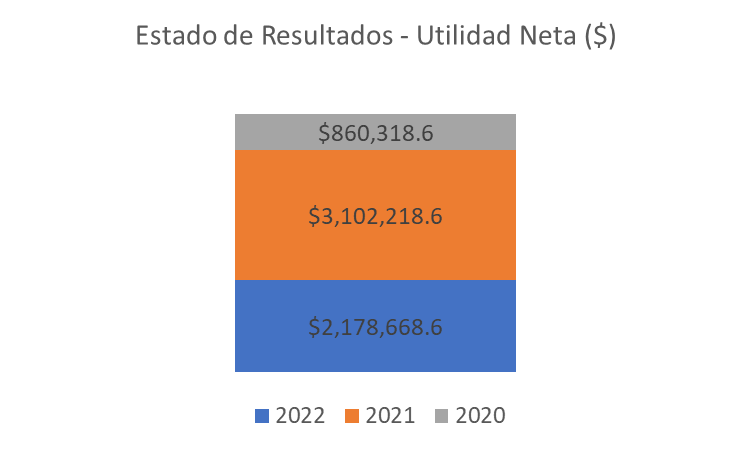 Estado de Resultados - Utilidad Neta ($)
$860,318.6
$3,102,218.6
$2,178,668.6
2022 2021 2020